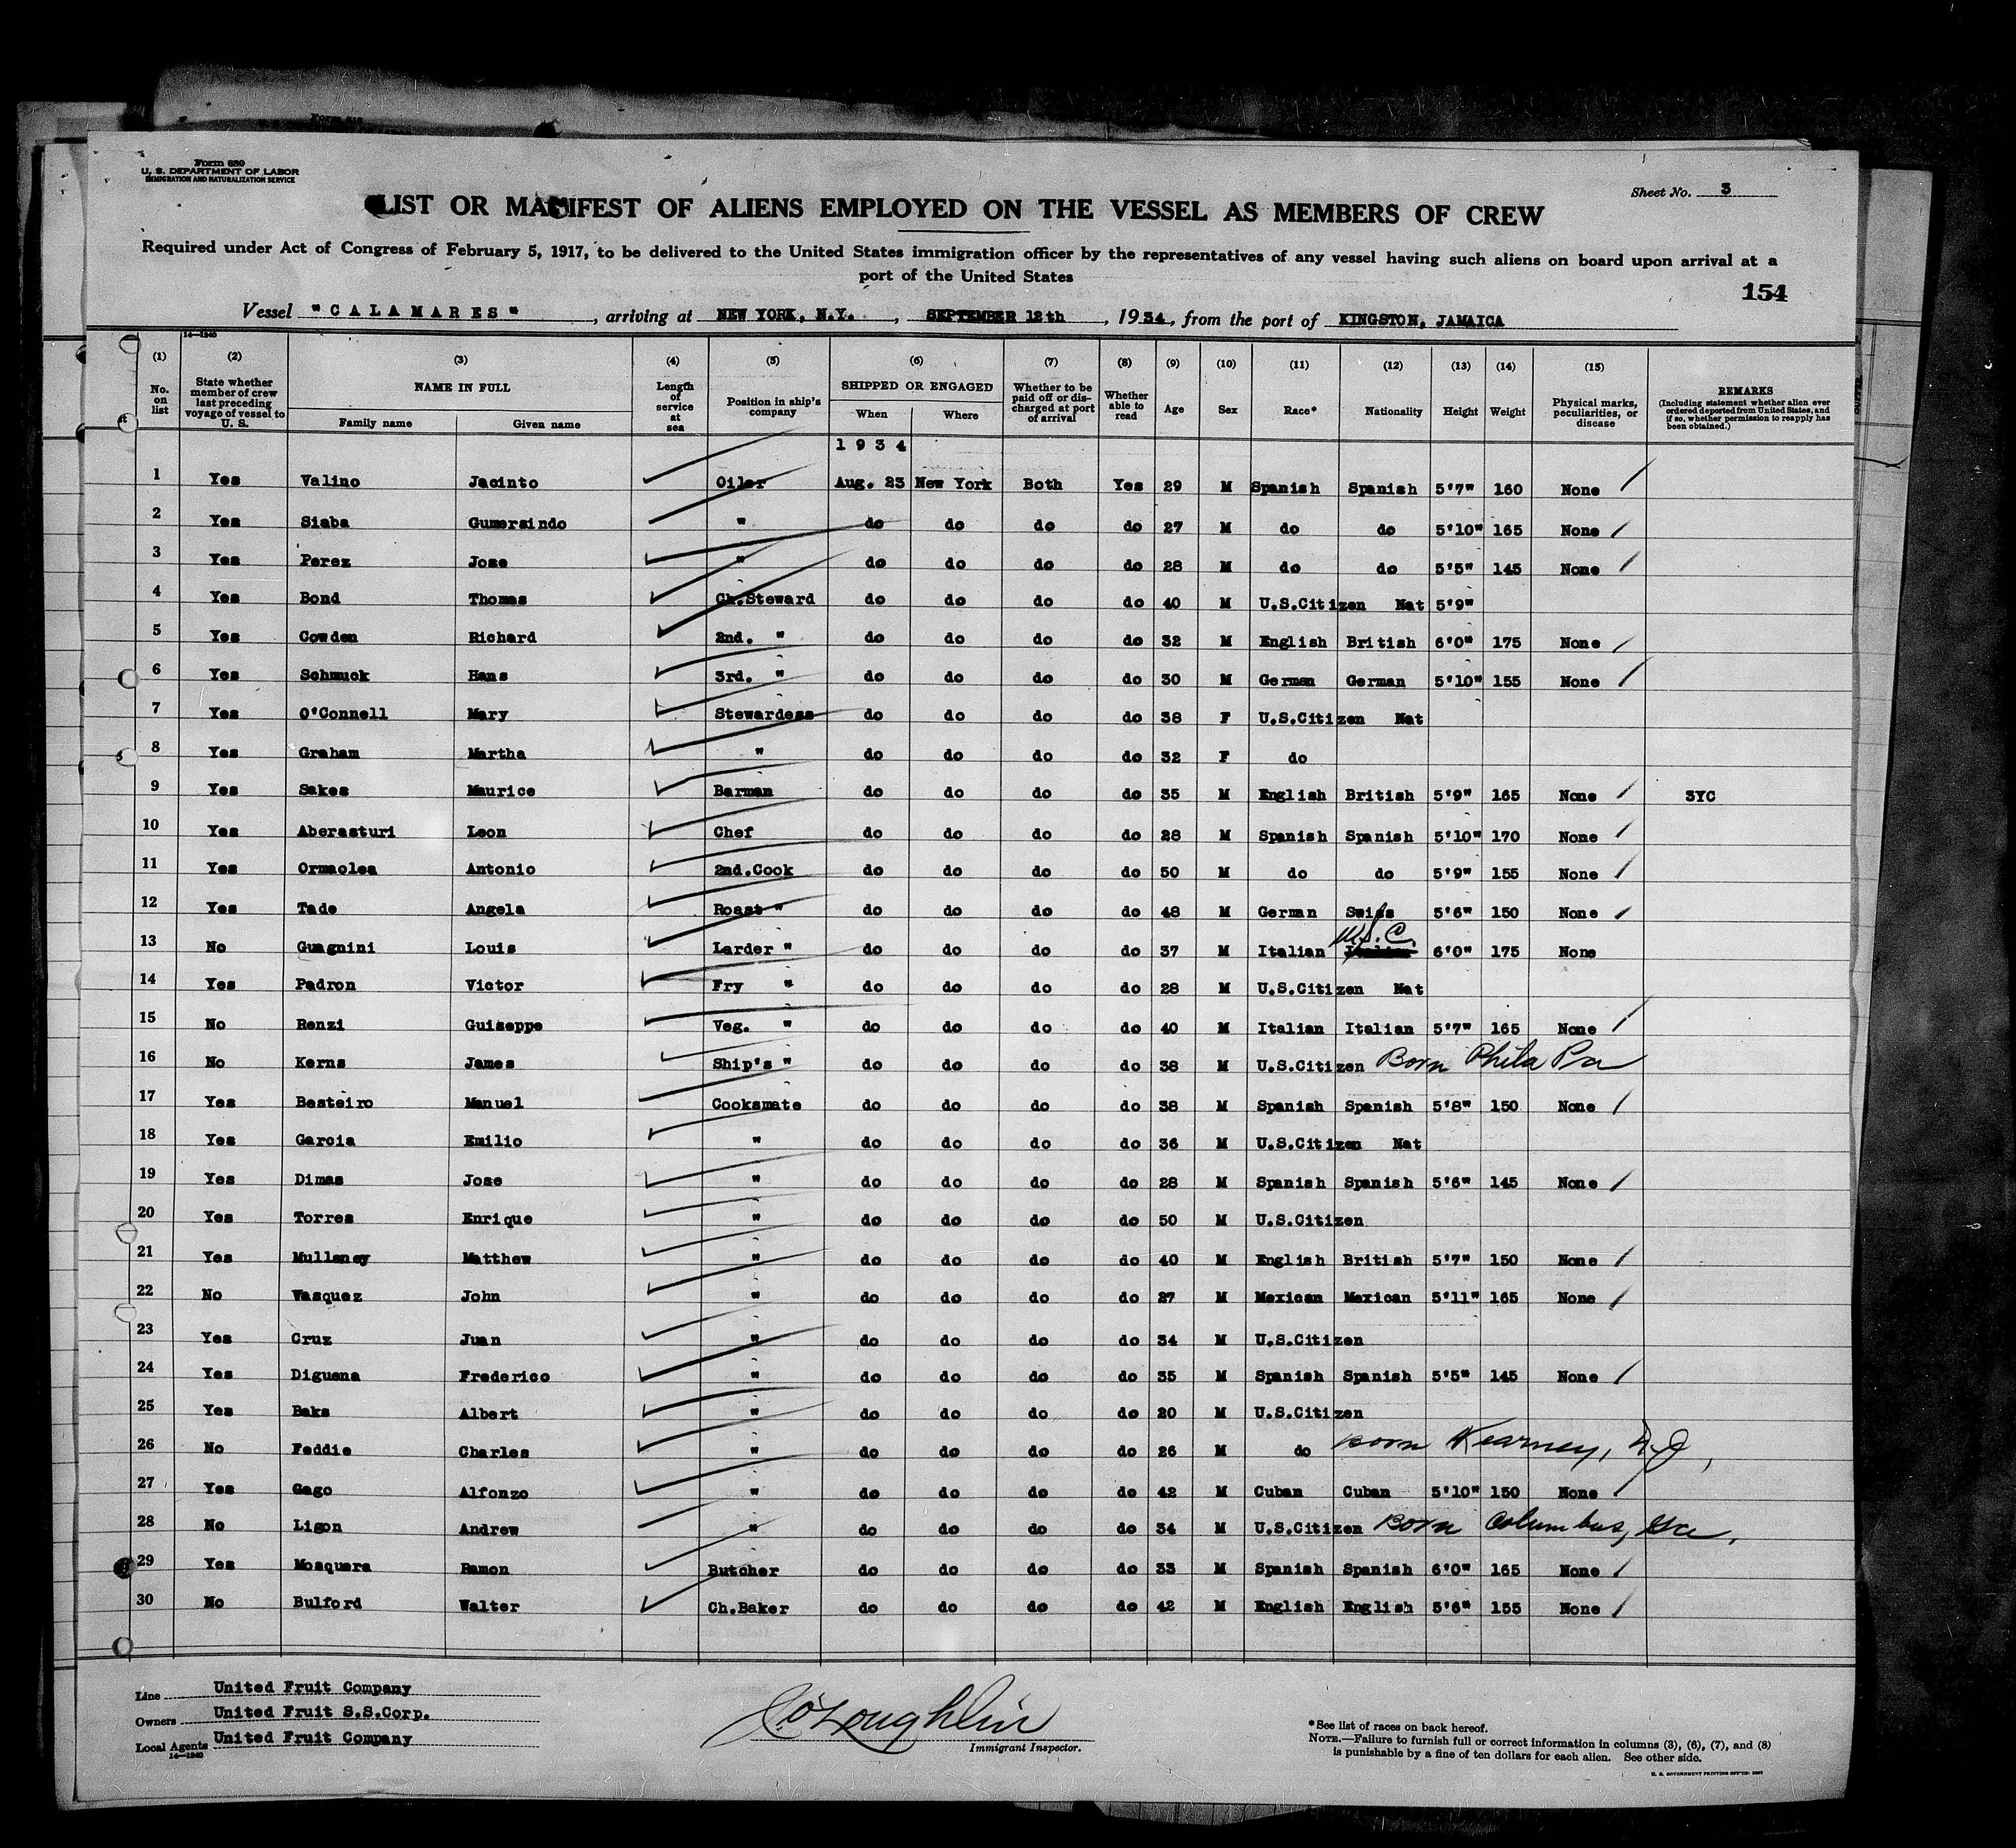 Form 680
U. S. DEPARTMENT OF LABOR
IMMIGRATION AND NATURALIZATION SERVICE
Sheet No. 3
LIST OR MANIFEST OF ALIENS EMPLOYED ON THE VESSEL AS MEMBERS OF CREW
Required under Act of Congress of February 5, 1917, to be delivered to the United States immigration officer by the representatives of any vessel having such aliens on board upon arrival at a
port of the United States
154
Vessel "CALAMARES", arriving at NEW YORK, N.Y., SEPTEMBER 12th, 1934, from the port of KINGSTON, JAMAICA
14-1240
(1) (2) (3) (4) (5) (6) (7) (8) (9) (10) (11) (12) (13) (14) (15)
No. on list State whether member of crew last preceding voyage of vessel to U. S. NAME IN FULL Family name Given name Length of service at sea Position in ship's company SHIPPED OR ENGAGED When Where Whether to be paid off or discharged at port of arrival Whether able to read Age Sex Race* Nationality Height Weight Physical marks, peculiarities, or disease REMARKS (Including statement whether alien ever ordered deported from United States, and if so, whether permission to reapply has been obtained.)
1934
1 Yes Valino Jacinto Oiler Aug. 23 New York Both Yes 29 M Spanish Spanish 5'7" 160 None
2 Yes Siaba Gumersindo " do do do do 27 M do do 5'10" 165 None
3 Yes Perez Jose " do do do do 28 M do do 5'5" 145 None
4 Yes Bond Thomas Ch.Steward do do do do 40 M U.S.Citizen Nat 5'9"
5 Yes Cowden Richard 2nd. " do do do do 32 M English British 6'0" 175 None
6 Yes Schmuck Hans 3rd. " do do do do 30 M German German 5'10" 155 None
7 Yes O'Connell Mary Stewardess do do do do 38 F U.S.Citizen Nat
8 Yes Graham Martha " do do do do 32 F do
9 Yes Sakes Maurice Barman do do do do 35 M English British 5'9" 165 None 3YC
10 Yes Aberasturi Leon Chef do do do do 28 M Spanish Spanish 5'10" 170 None
11 Yes Ormaolea Antonio 2nd.Cook do do do do 50 M do do 5'9" 155 None
12 Yes Tade Angela Roast " do do do do 48 M German Swiss 5'6" 150 None
13 No Guagnini Louis Larder " do do do do 37 M Italian U.S.C. Italian 6'0" 175 None
14 Yes Padron Victor Fry " do do do do 28 M U.S.Citizen Nat
15 No Renzi Guiseppe Veg. " do do do do 40 M Italian Italian 5'7" 165 None
16 No Kerns James Ship's " do do do do 38 M U.S.Citizen Born Phila Pa
17 Yes Besteiro Manuel Cooksmate do do do do 38 M Spanish Spanish 5'8" 150 None
18 Yes Garcia Emilio " do do do do 36 M U.S.Citizen Nat
19 Yes Dimas Jose " do do do do 28 M Spanish Spanish 5'6" 145 None
20 Yes Torres Enrique " do do do do 50 M U.S.Citizen
21 Yes Mullaney Matthew " do do do do 40 M English British 5'7" 150 None
22 No Vasquez John " do do do do 27 M Mexican Mexican 5'11" 165 None
23 Yes Cruz Juan " do do do do 34 M U.S.Citizen
24 Yes Diguena Frederico " do do do do 35 M Spanish Spanish 5'5" 145 None
25 Yes Baks Albert " do do do do 20 M U.S.Citizen
26 No Feddie Charles " do do do do 26 M do Born Kearney, N.J,
27 Yes Gago Alfonzo " do do do do 42 M Cuban Cuban 5'10" 150 None
28 No Ligon Andrew " do do do do 34 M U.S.Citizen Born Columbus, Ga,
29 Yes Mosquera Ramon Butcher do do do do 33 M Spanish Spanish 6'0" 165 None
30 No Bulford Walter Ch.Baker do do do do 42 M English English 5'6" 155 None
Line United Fruit Company
Owners United Fruit S.S.Corp.
Local Agents United Fruit Company
14-1240
O'Loughlin
Immigrant Inspector.
*See list of races on back hereof.
NOTE.—Failure to furnish full or correct information in columns (3), (6), (7), and (8)
is punishable by a fine of ten dollars for each alien. See other side.